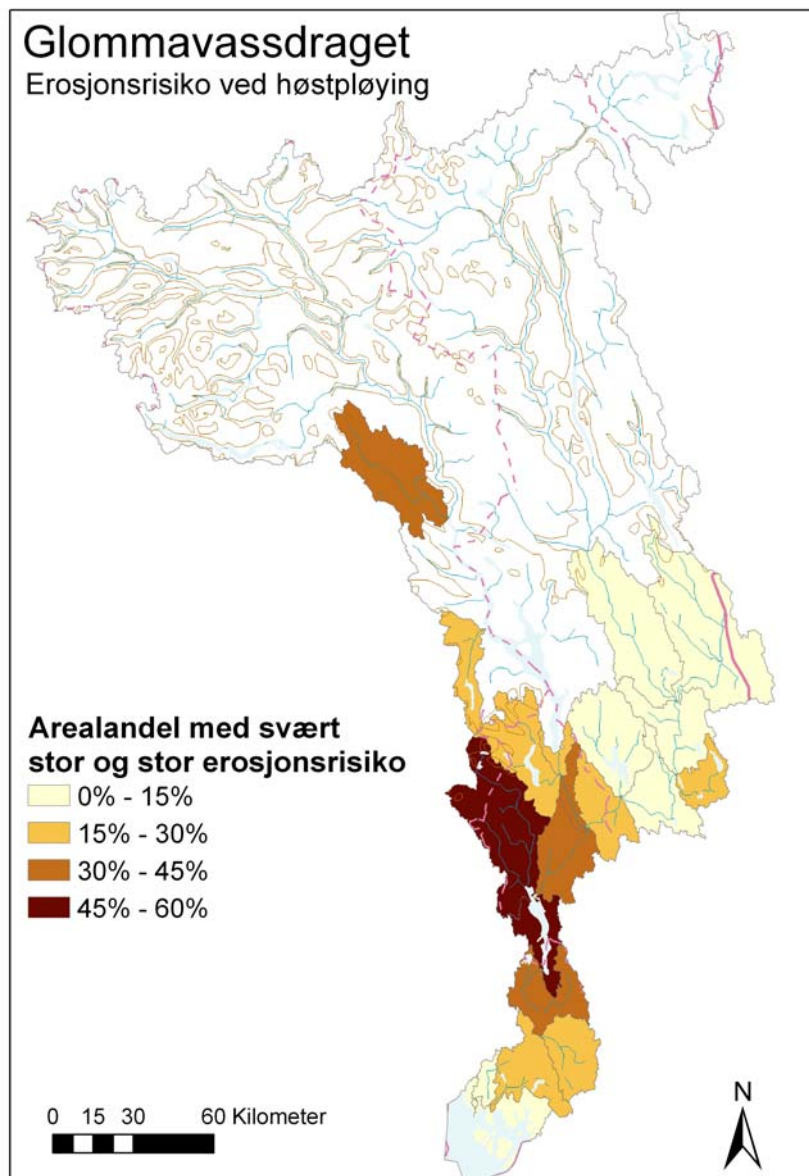 Glommavassdraget
Erosjonsrisiko ved høstpløying
Arealandel med svært
stor og stor erosjonsrisiko
0% - 15%
15% - 30%
30% - 45%
45% - 60%
0 15 30 60 Kilometer
N